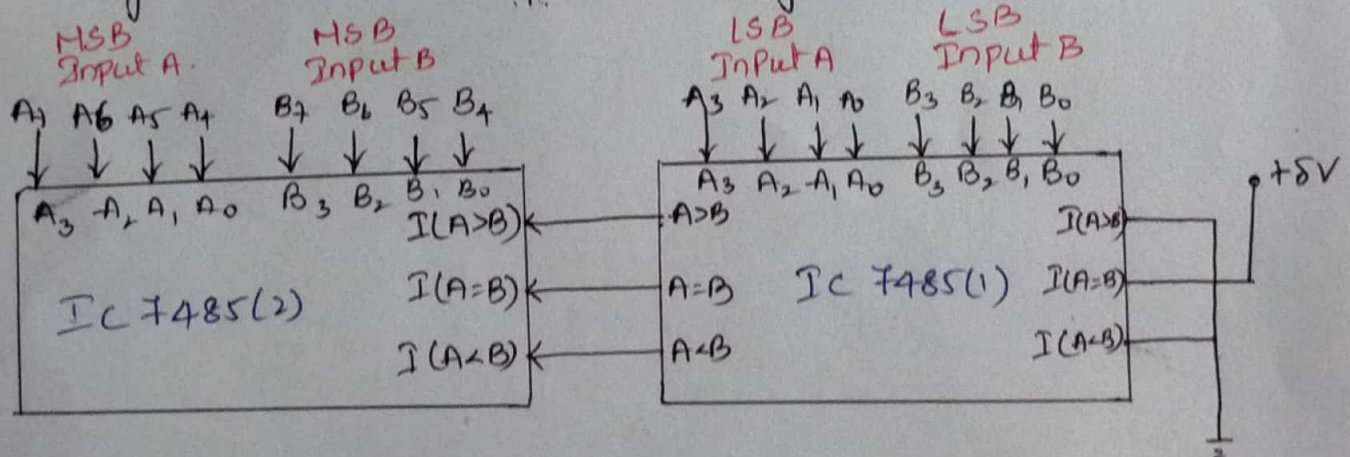 MSB Input A.
MSB Input B
LSB Input A
LSB Input B
A7 A6 A5 A4 B7 B6 B5 B4
A3 A2 A1 A0 B3 B2 B1 B0
A3 A2 A1 A0 B3 B2 B1 B0
A3 A2 A1 A0 B3 B2 B1 B0
+5V
I(A>B) A>B I(A>B)
IC 7485(2) I(A=B) A=B IC 7485(1) I(A=B)
I(A<B) A<B I(A<B)